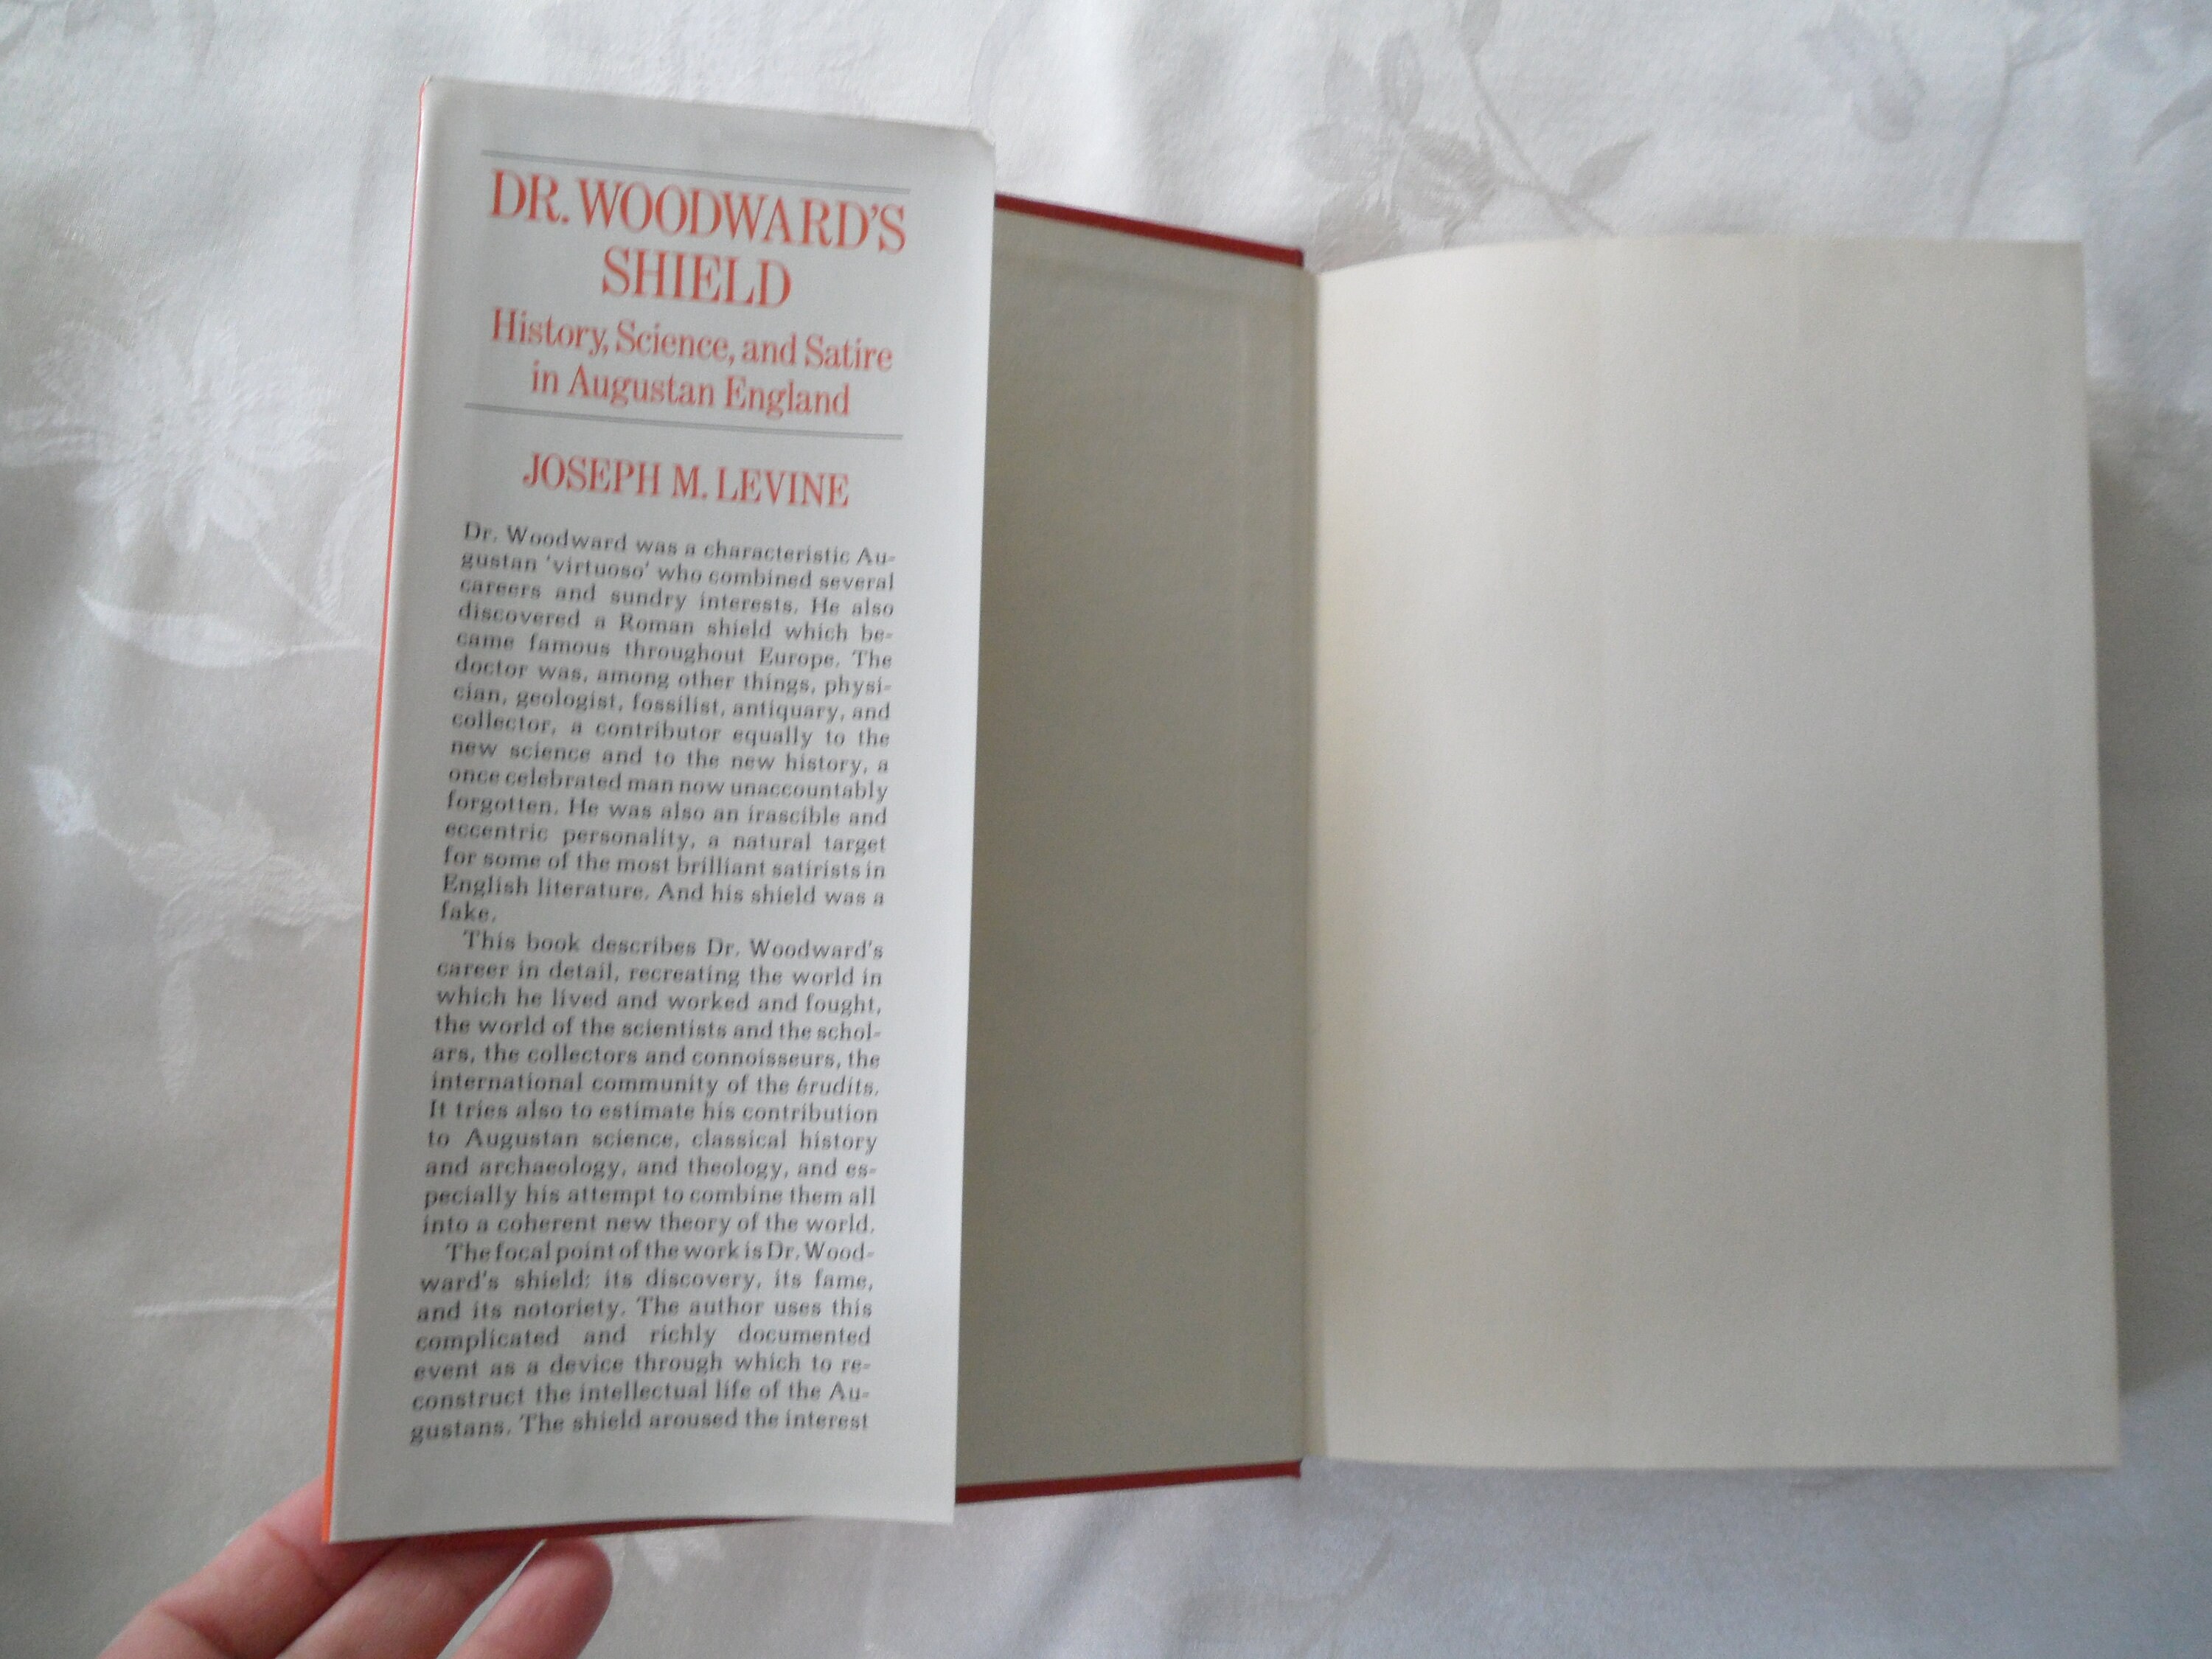 DR. WOODWARD'S
SHIELD
History, Science, and Satire
in Augustan England
JOSEPH M. LEVINE
Dr. Woodward was a characteristic Au-
gustan 'virtuoso' who combined several
careers and sundry interests. He also
discovered a Roman shield which be-
came famous throughout Europe. The
doctor was, among other things, physi-
cian, geologist, fossilist, antiquary, and
collector, a contributor equally to the
new science and to the new history, a
once celebrated man now unaccountably
forgotten. He was also an irascible and
eccentric personality, a natural target
for some of the most brilliant satirists in
English literature. And his shield was a
fake.
This book describes Dr. Woodward's
career in detail, recreating the world in
which he lived and worked and fought,
the world of the scientists and the schol-
ars, the collectors and connoisseurs, the
international community of the érudits.
It tries also to estimate his contribution
to Augustan science, classical history
and archaeology, and theology, and es-
pecially his attempt to combine them all
into a coherent new theory of the world.
The focal point of the work is Dr. Wood-
ward's shield: its discovery, its fame,
and its notoriety. The author uses this
complicated and richly documented
event as a device through which to re-
construct the intellectual life of the Au-
gustans. The shield aroused the interest